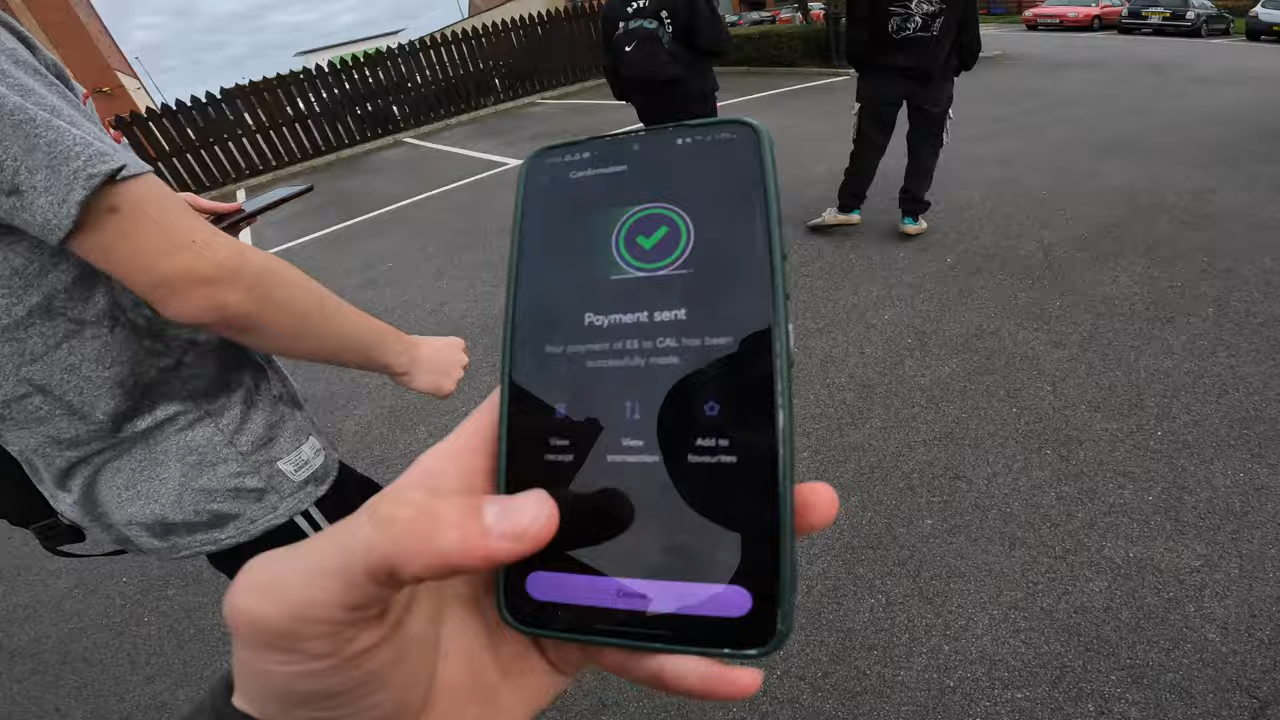 Confirmation
Payment sent
Your payment of £6 to CAL has been
successfully made.
View
receipt
View
transaction
Add to
favourites